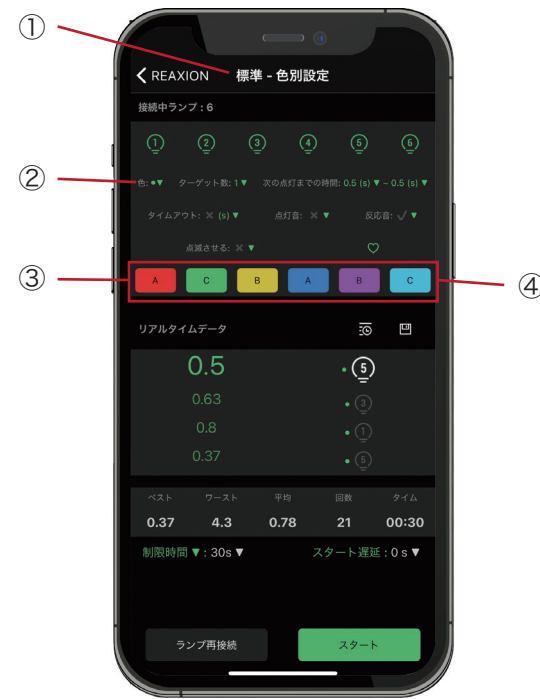 ①
REAXION 標準 - 色別設定
接続中ランプ : 6
1 2 3 4 5 6
②
色: ●▼ ターゲット数: 1▼ 次の点灯までの時間: 0.5 (s) ▼ ~ 0.5 (s) ▼
タイムアウト: × (s) ▼ 点灯音: × ▼ 反応音: ✓ ▼
点滅させる: × ▼
③ ④
A C B A B C
リアルタイムデータ
0.5 5
0.63 3
0.8 1
0.37 5
ベスト ワースト 平均 回数 タイム
0.37 4.3 0.78 21 00:30
制限時間 ▼ : 30s ▼ スタート遅延 : 0 s ▼
ランプ再接続 スタート